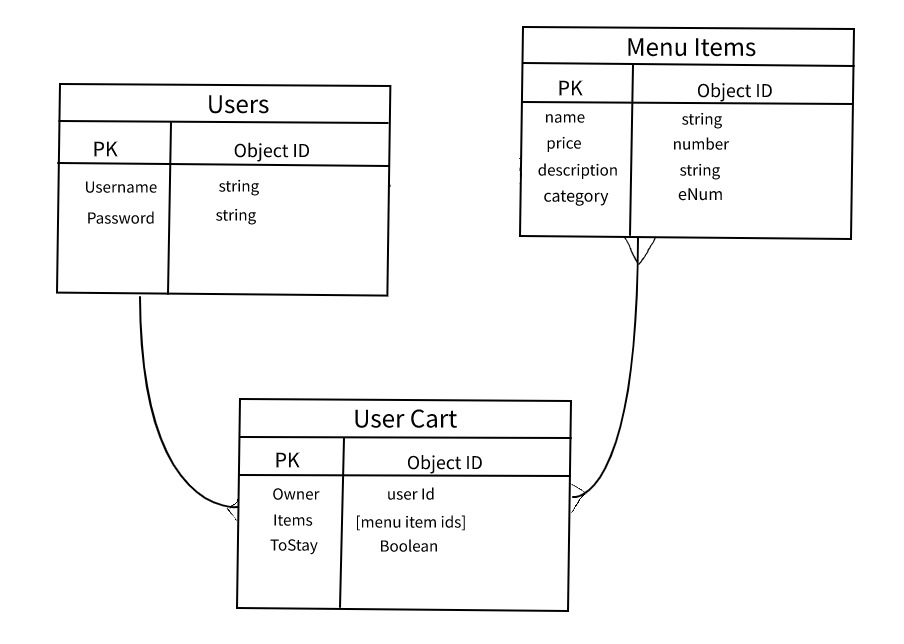 Users
PK Object ID
Username string
Password string
Menu Items
PK Object ID
name string
price number
description string
category eNum
User Cart
PK Object ID
Owner user Id
Items [menu item ids]
ToStay Boolean